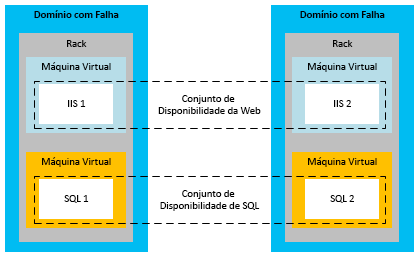 Domínio com Falha
Domínio com Falha
Rack
Rack
Máquina Virtual
Máquina Virtual
IIS 1
Conjunto de
Disponibilidade da Web
IIS 2
Máquina Virtual
Máquina Virtual
SQL 1
Conjunto de
Disponibilidade de SQL
SQL 2